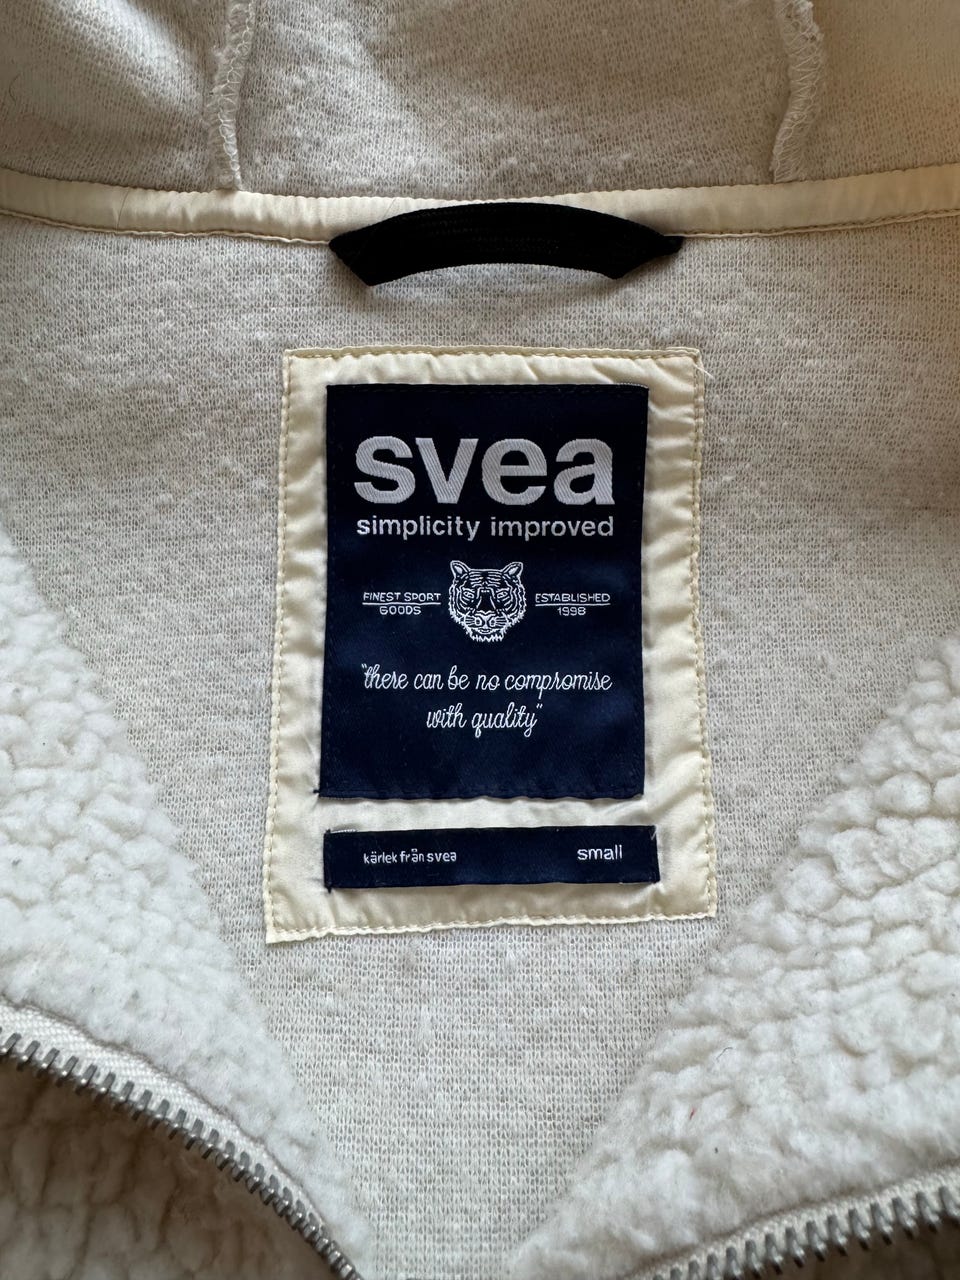 svea
simplicity improved
FINEST SPORT
GOODS
ESTABLISHED
1998
"there can be no compromise
with quality"
kärlek från svea
small